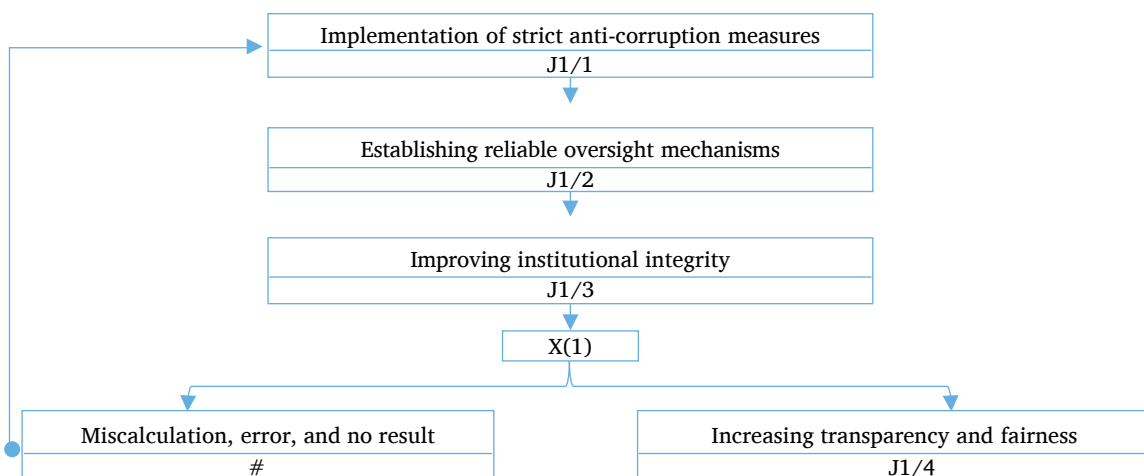 Implementation of strict anti-corruption measures
J1/1
Establishing reliable oversight mechanisms
J1/2
Improving institutional integrity
J1/3
X(1)
Miscalculation, error, and no result
#
Increasing transparency and fairness
J1/4